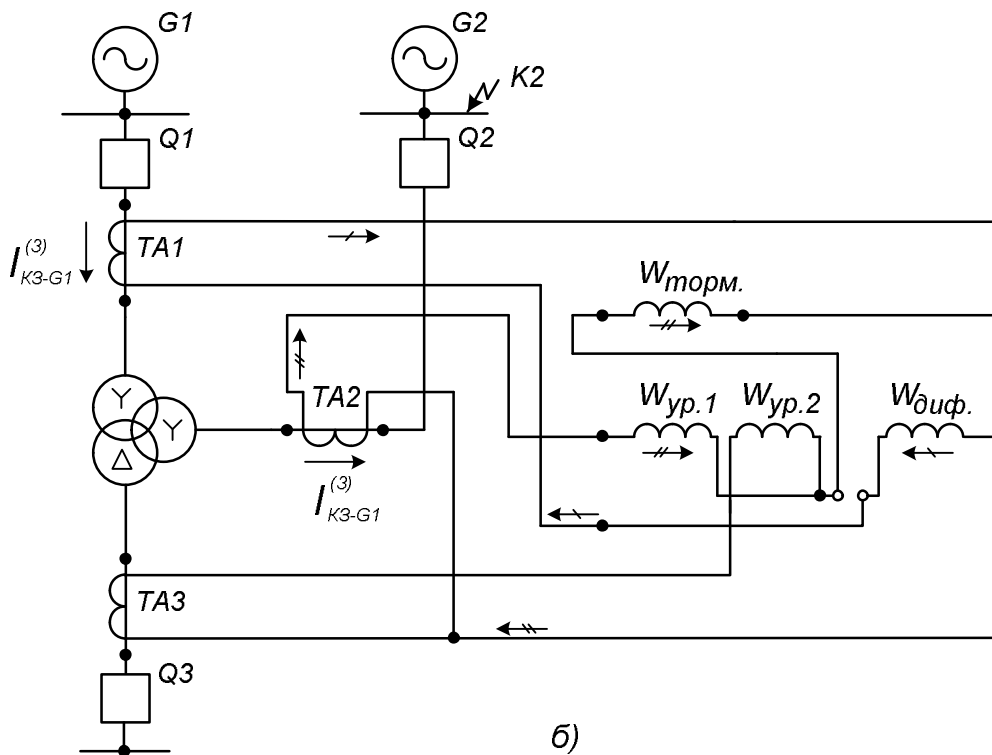 G1
G2
K2
Q1
Q2
TA1
I (3) КЗ-G1
Wторм.
TA2
Wур.1
Wур.2
Wдиф.
I (3) КЗ-G1
TA3
Q3
б)